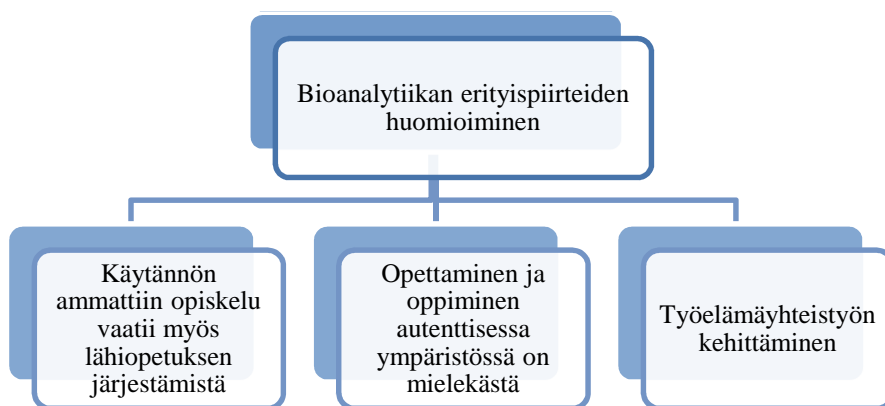 Bioanalytiikan erityispiirteiden
huomioiminen
Käytännön
ammattiin opiskelu
vaatii myös
lähiopetuksen
järjestämistä
Opettaminen ja
oppiminen
autenttisessa
ympäristössä on
mielekästä
Työelämäyhteistyön
kehittäminen